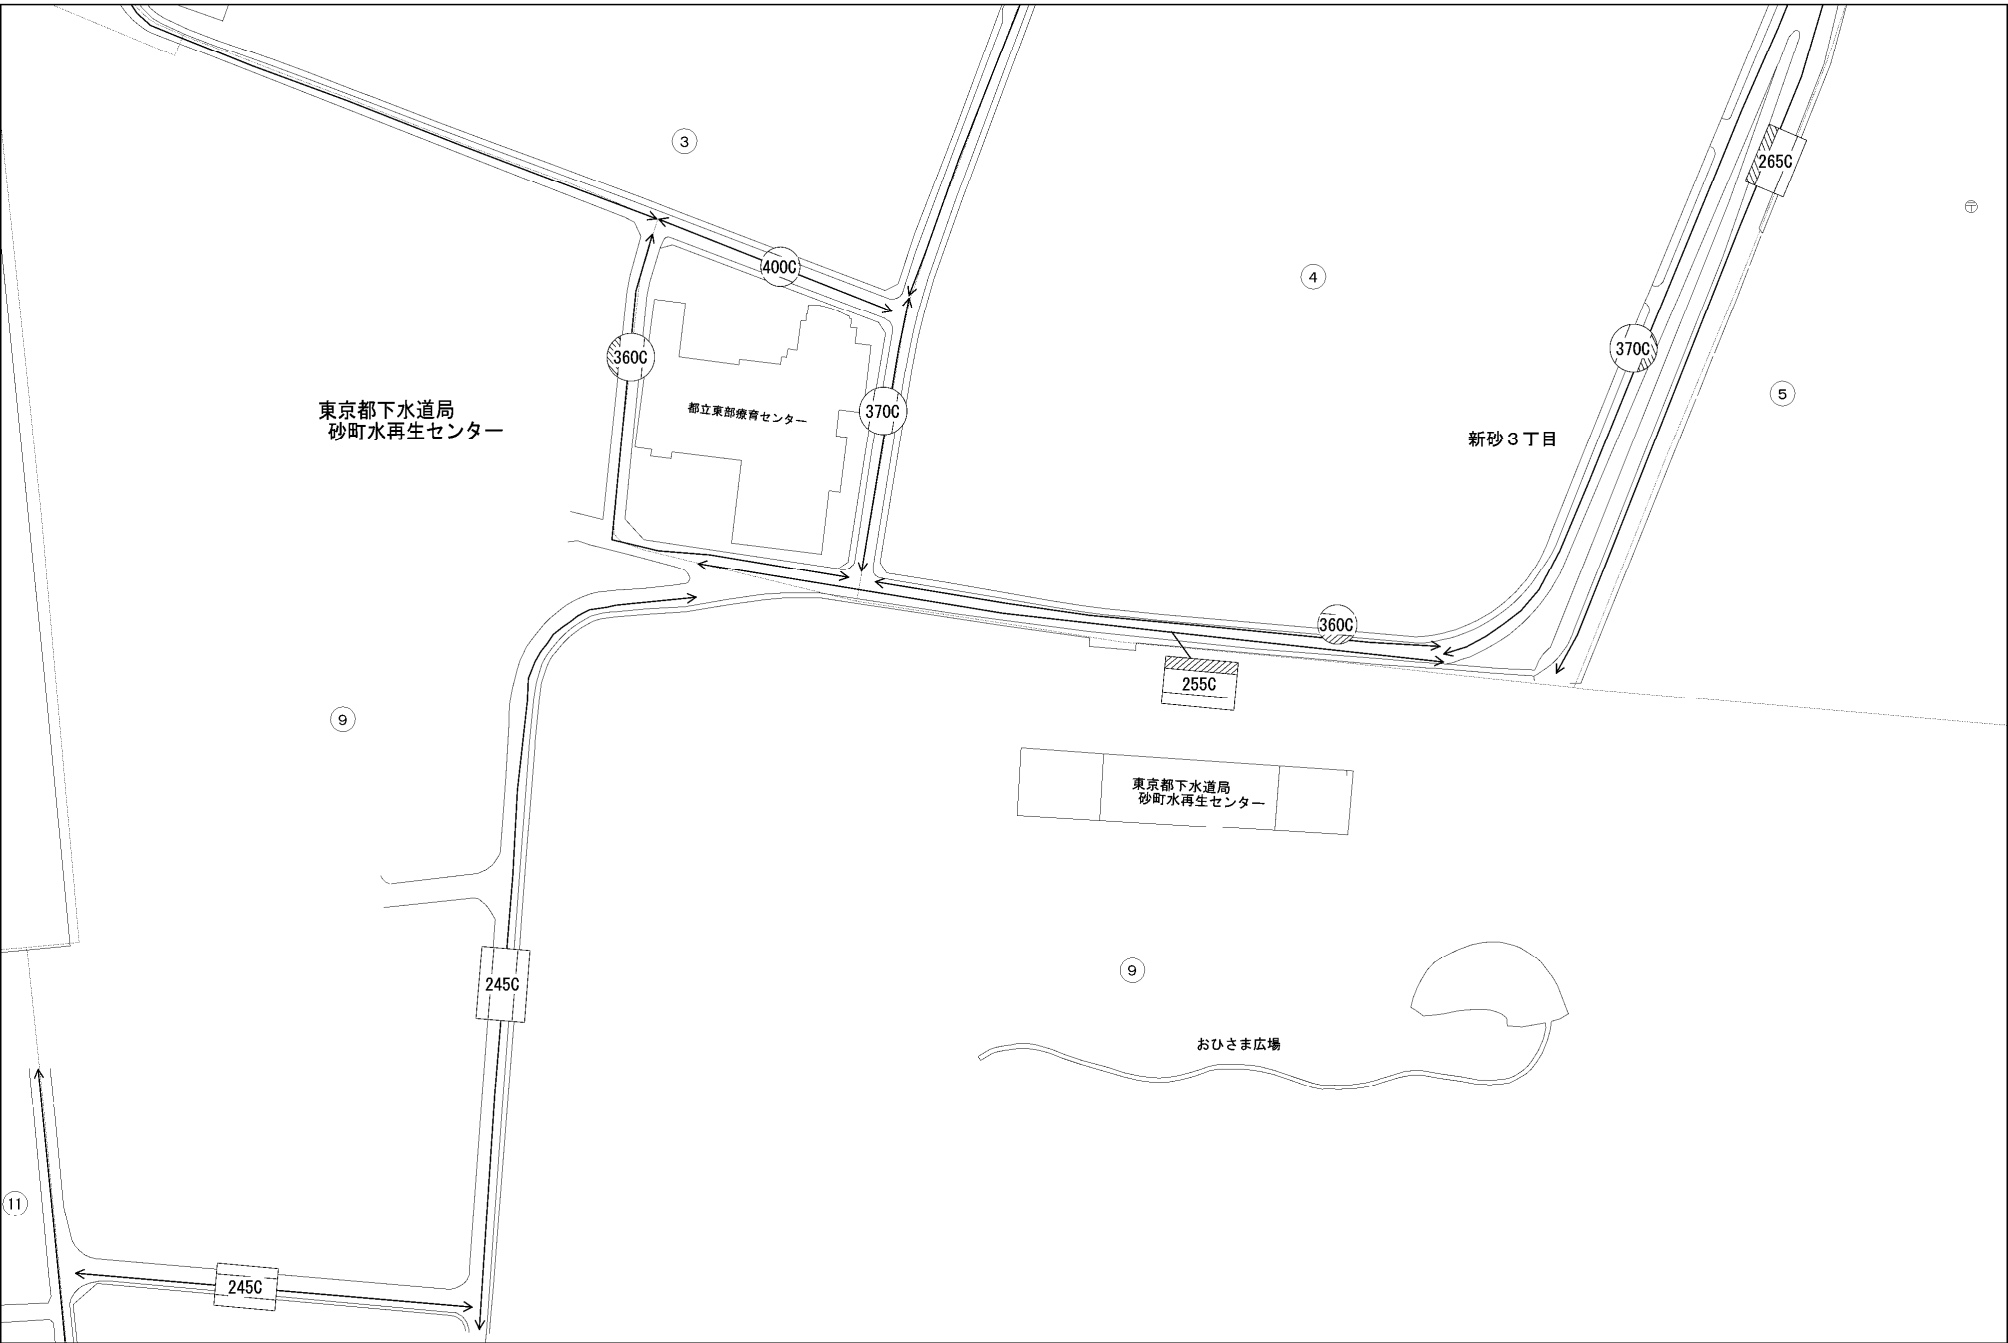 ③
265C
〒
400C
④
370C
360C
⑤
東京都下水道局
砂町水再生センター
都立東部療育センター
370C
新砂3丁目
360C
255C
⑨
東京都下水道局
砂町水再生センター
⑨
245C
おひさま広場
⑪
245C